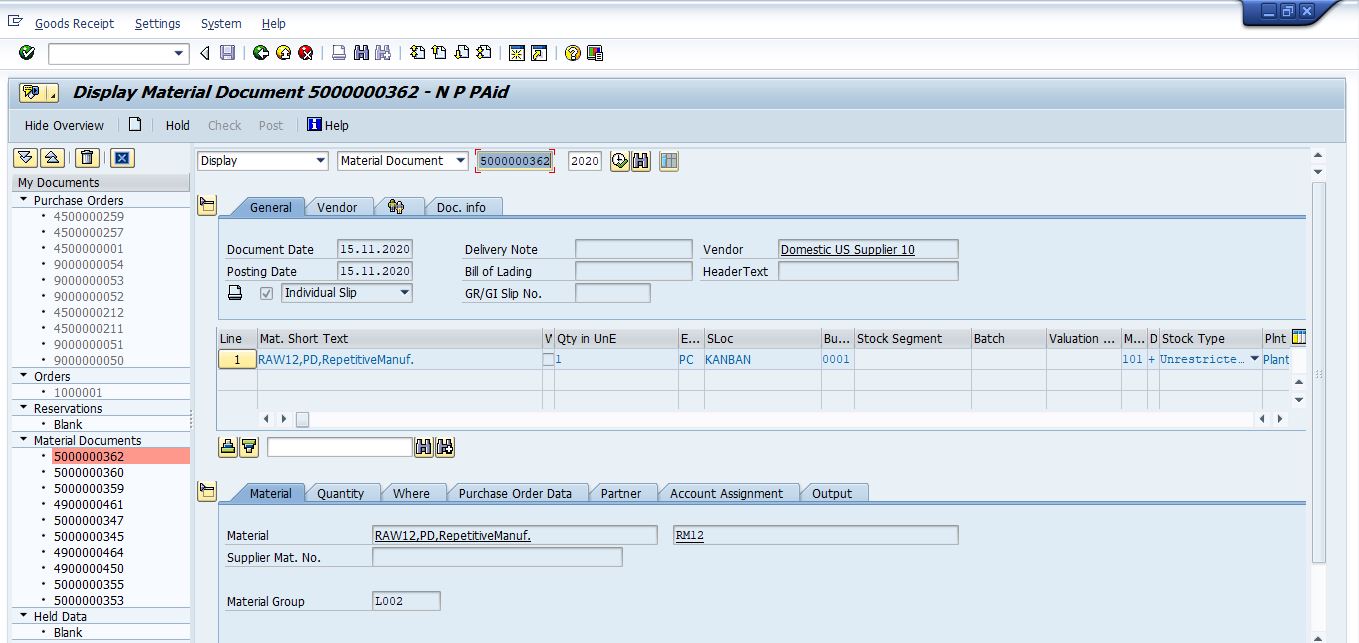 Goods Receipt Settings System Help
Display Material Document 5000000362 - N P PAid
Hide Overview Hold Check Post Help
Display Material Document 5000000362 2020
My Documents
Purchase Orders
4500000259
4500000257
4500000001
9000000054
9000000053
9000000052
4500000212
4500000211
9000000051
9000000050
Orders
1000001
Reservations
Blank
Material Documents
5000000362
5000000360
5000000359
4900000461
5000000347
5000000345
4900000464
4900000450
5000000355
5000000353
Held Data
Blank
General Vendor Doc. info
Document Date 15.11.2020 Delivery Note Vendor Domestic US Supplier 10
Posting Date 15.11.2020 Bill of Lading HeaderText
Individual Slip GR/GI Slip No.
Line Mat. Short Text V Qty in UnE E... SLoc Bu... Stock Segment Batch Valuation ... M... D Stock Type Plnt
1 RAW12,PD,RepetitiveManuf. 1 PC KANBAN 0001 101 + Unrestricte... Plant
Material Quantity Where Purchase Order Data Partner Account Assignment Output
Material RAW12,PD,RepetitiveManuf. RM12
Supplier Mat. No.
Material Group L002